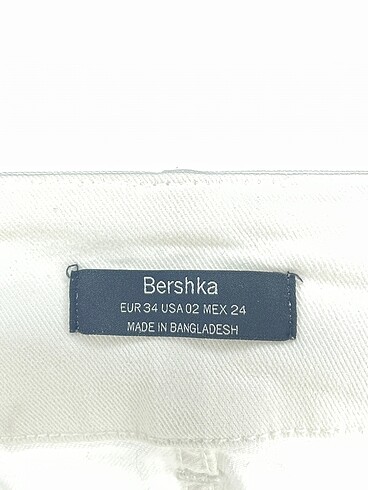 Bershka
EUR 34 USA 02 MEX 24
MADE IN BANGLADESH